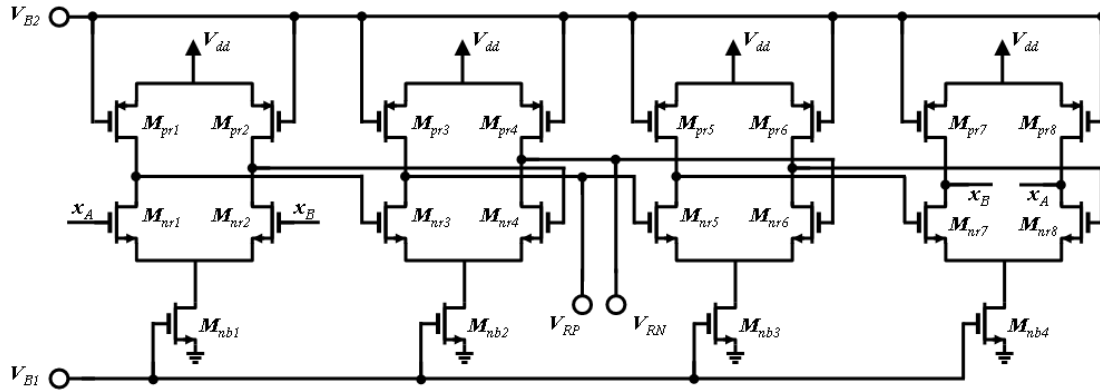 V_B2
V_dd V_dd V_dd V_dd
M_pr1 M_pr2 M_pr3 M_pr4 M_pr5 M_pr6 M_pr7 M_pr8
x_A M_nr1 M_nr2 x_B M_nr3 M_nr4 M_nr5 M_nr6 x_B x_A
M_nr7 M_nr8
M_nb1 M_nb2 V_RP V_RN M_nb3 M_nb4
V_B1